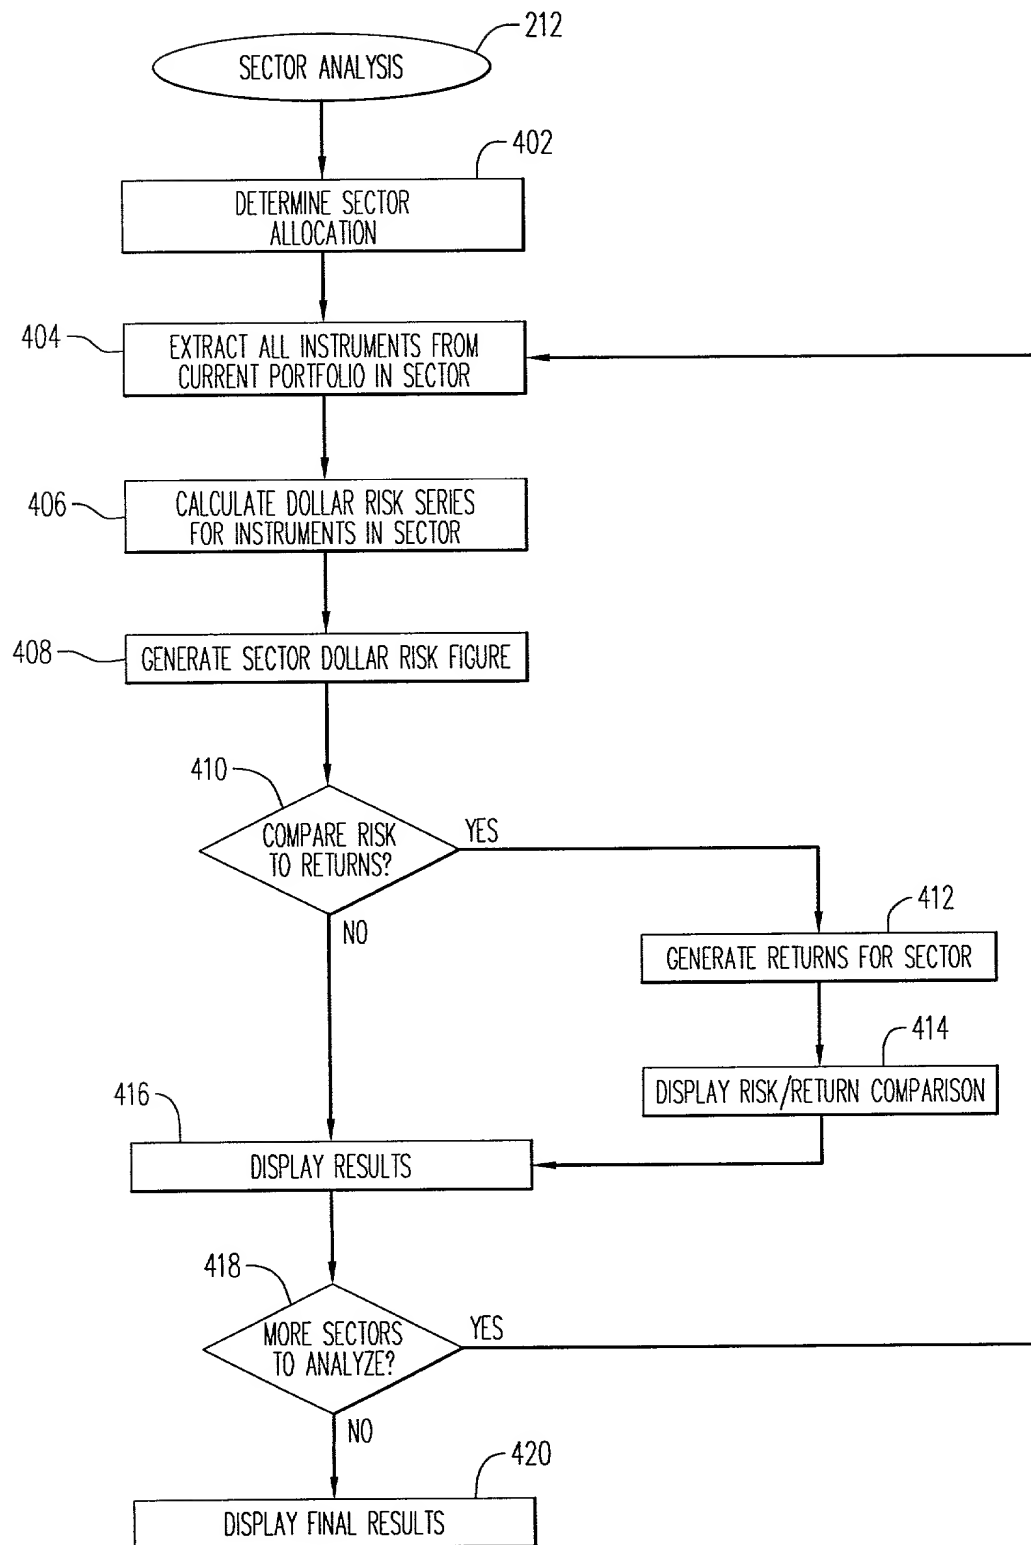 212
SECTOR ANALYSIS
402
DETERMINE SECTOR
ALLOCATION
404
EXTRACT ALL INSTRUMENTS FROM
CURRENT PORTFOLIO IN SECTOR
406
CALCULATE DOLLAR RISK SERIES
FOR INSTRUMENTS IN SECTOR
408
GENERATE SECTOR DOLLAR RISK FIGURE
410
COMPARE RISK
TO RETURNS?
YES
NO
412
GENERATE RETURNS FOR SECTOR
414
DISPLAY RISK/RETURN COMPARISON
416
DISPLAY RESULTS
418
MORE SECTORS
TO ANALYZE?
YES
NO
420
DISPLAY FINAL RESULTS